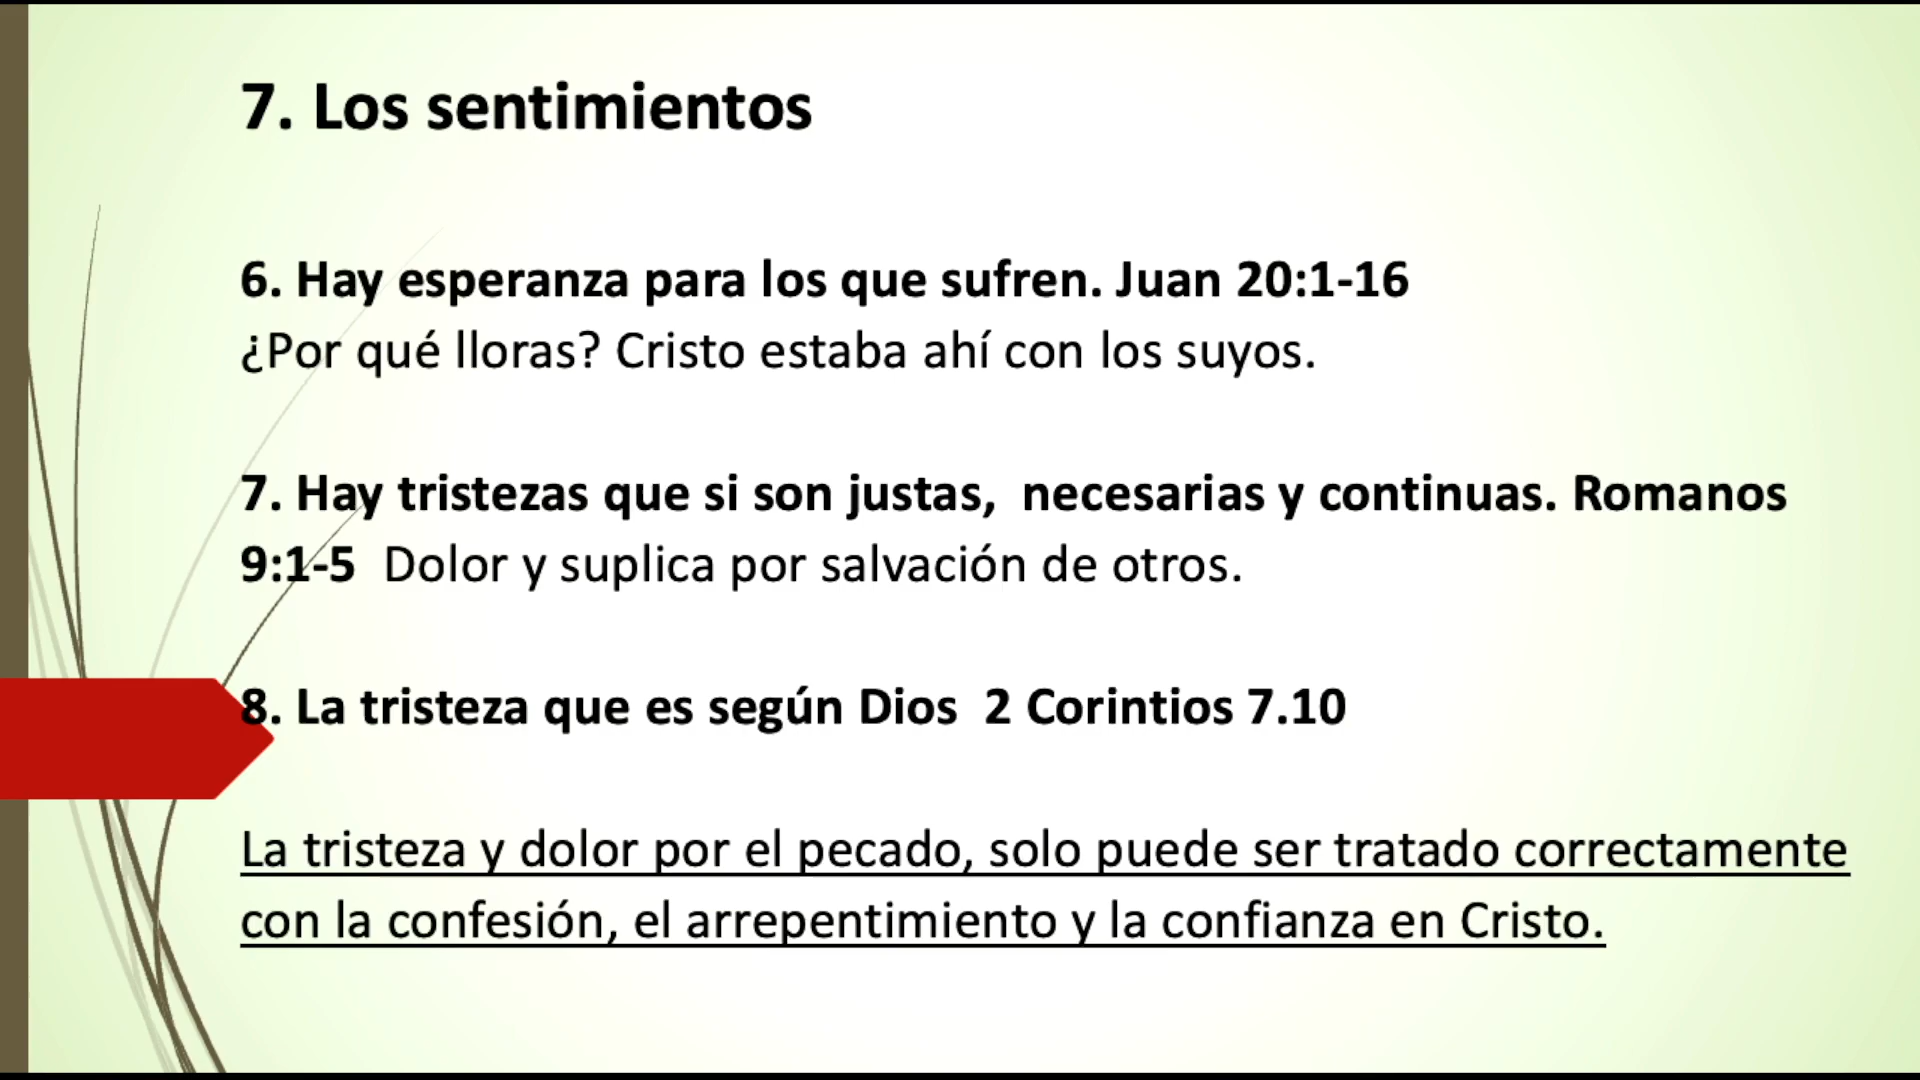 7. Los sentimientos
6. Hay esperanza para los que sufren. Juan 20:1-16
¿Por qué lloras? Cristo estaba ahí con los suyos.
7. Hay tristezas que si son justas,  necesarias y continuas. Romanos
9:1-5  Dolor y suplica por salvación de otros.
8. La tristeza que es según Dios  2 Corintios 7.10
La tristeza y dolor por el pecado, solo puede ser tratado correctamente
con la confesión, el arrepentimiento y la confianza en Cristo.